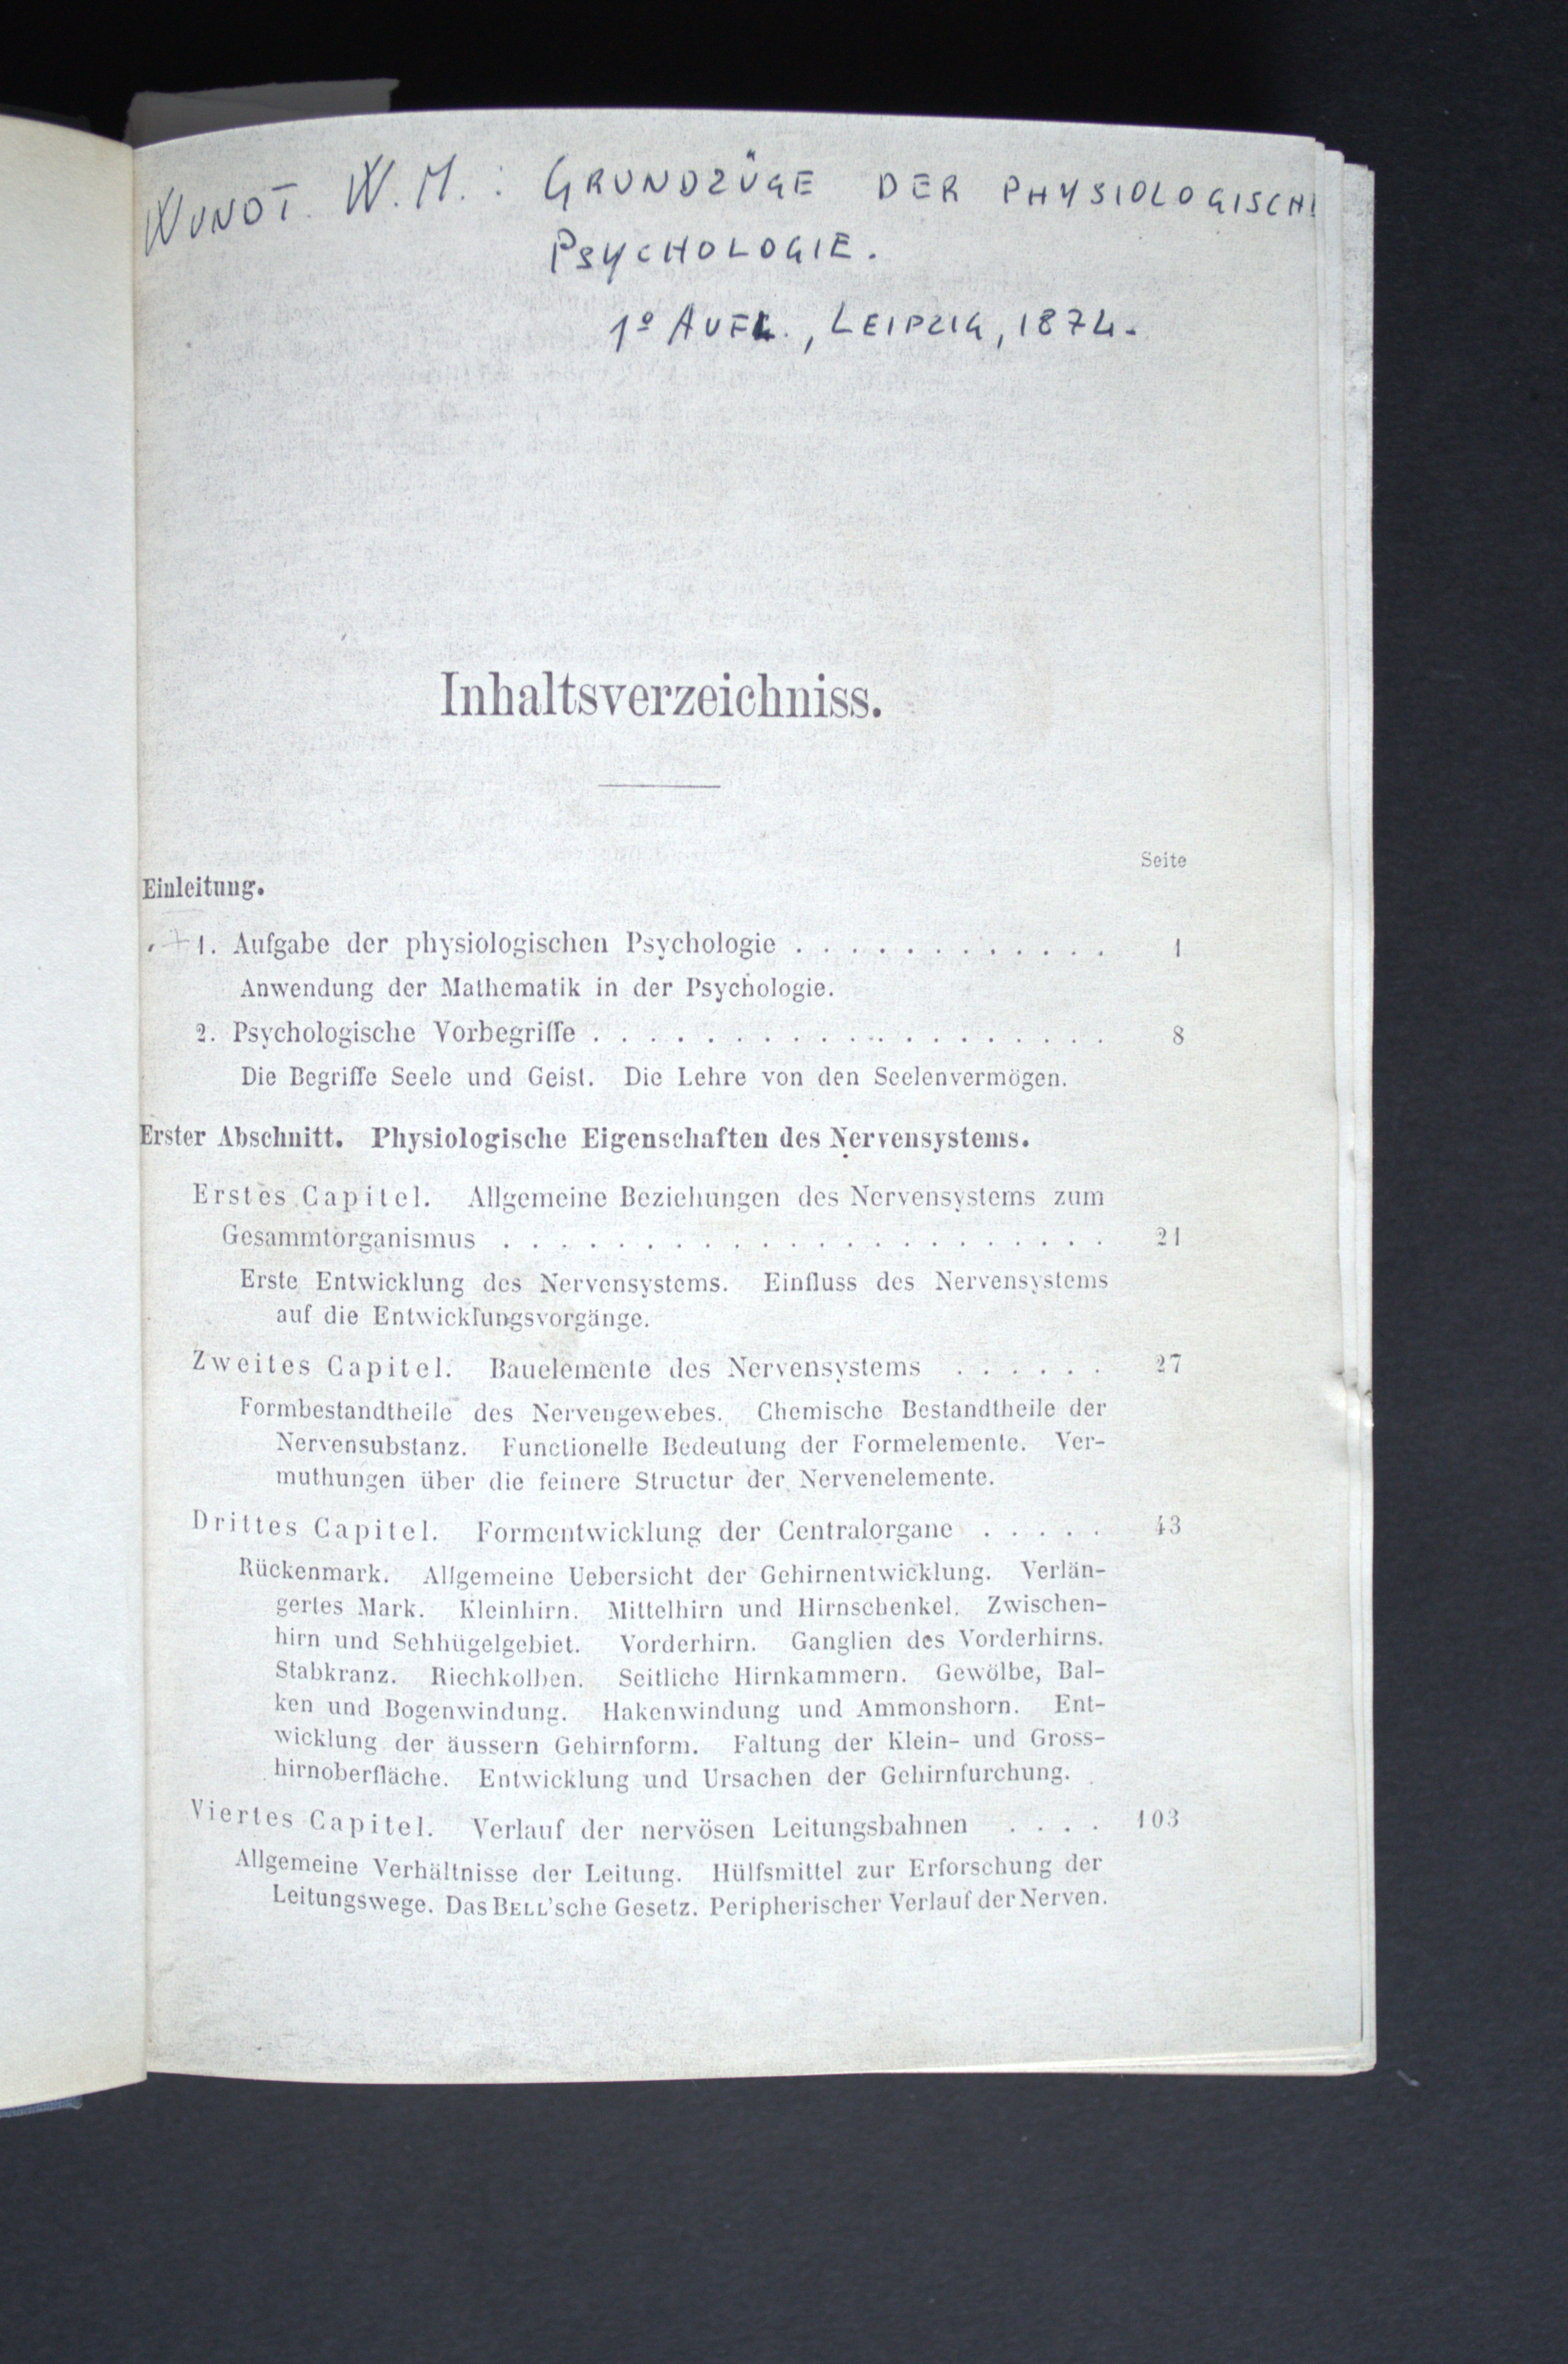 WUNDT. W. M. : GRUNDZÜGE DER PHYSIOLOGISCH
PSYCHOLOGIE.
1º AUFL., LEIPZIG, 1874.
Inhaltsverzeichniss.
Seite
Einleitung.
1. Aufgabe der physiologischen Psychologie . . . . . . . . . . . . 1
Anwendung der Mathematik in der Psychologie.
2. Psychologische Vorbegriffe . . . . . . . . . . . . . . . . . . . 8
Die Begriffe Seele und Geist. Die Lehre von den Seelenvermögen.
Erster Abschnitt. Physiologische Eigenschaften des Nervensystems.
Erstes Capitel. Allgemeine Beziehungen des Nervensystems zum
Gesammtorganismus . . . . . . . . . . . . . . . . . . . . . . 21
Erste Entwicklung des Nervensystems. Einfluss des Nervensystems
auf die Entwicklungsvorgänge.
Zweites Capitel. Bauelemente des Nervensystems . . . . . . 27
Formbestandtheile des Nervengewebes. Chemische Bestandtheile der
Nervensubstanz. Functionelle Bedeutung der Formelemente. Ver-
muthungen über die feinere Structur der Nervenelemente.
Drittes Capitel. Formentwicklung der Centralorgane . . . . . 43
Rückenmark. Allgemeine Uebersicht der Gehirnentwicklung. Verlän-
gertes Mark. Kleinhirn. Mittelhirn und Hirnschenkel. Zwischen-
hirn und Sehhügelgebiet. Vorderhirn. Ganglien des Vorderhirns.
Stabkranz. Riechkolben. Seitliche Hirnkammern. Gewölbe, Bal-
ken und Bogenwindung. Hakenwindung und Ammonshorn. Ent-
wicklung der äussern Gehirnform. Faltung der Klein- und Gross-
hirnoberfläche. Entwicklung und Ursachen der Gehirnfurchung.
Viertes Capitel. Verlauf der nervösen Leitungsbahnen . . . . 103
Allgemeine Verhältnisse der Leitung. Hülfsmittel zur Erforschung der
Leitungswege. Das BELL'sche Gesetz. Peripherischer Verlauf der Nerven.